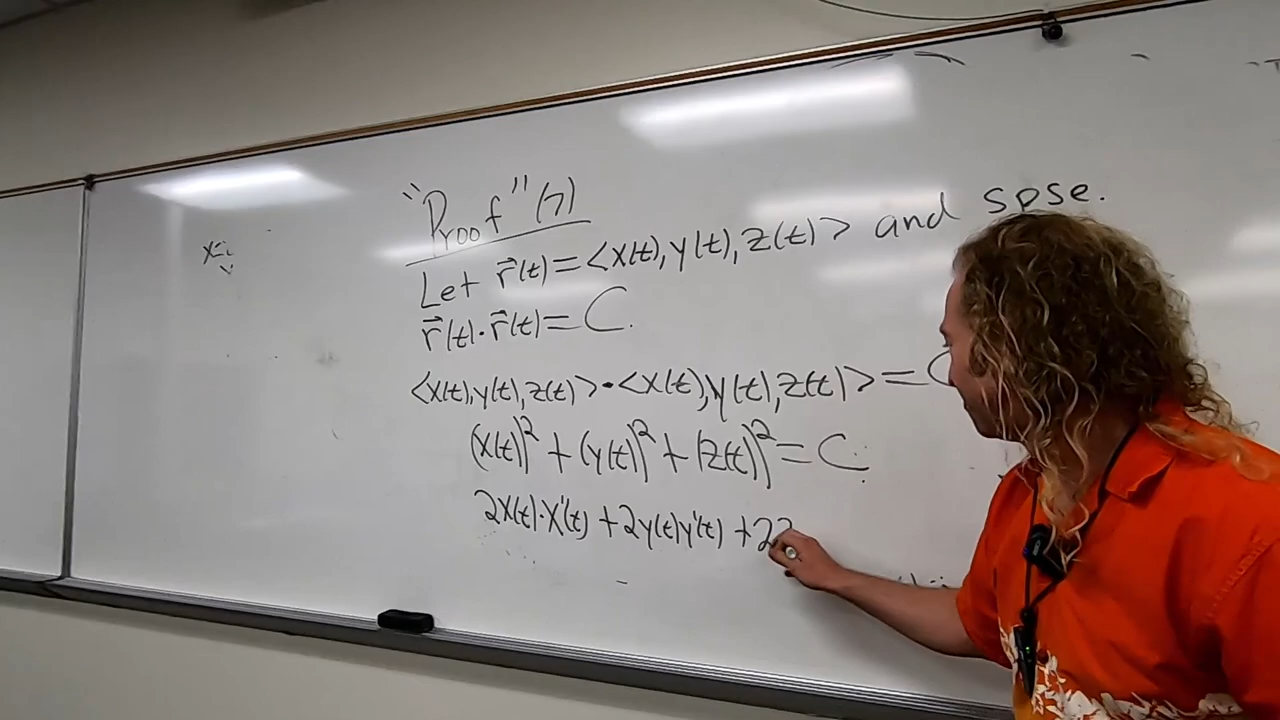 "Proof" (7)
Let r⃗(t) = <x(t), y(t), z(t)> and spse.
r⃗(t)·r⃗(t) = C.
<x(t), y(t), z(t)>·<x(t), y(t), z(t)> = C
(x(t))² + (y(t))² + (z(t))² = C.
2x(t)·x'(t) + 2y(t)y'(t) + 2z